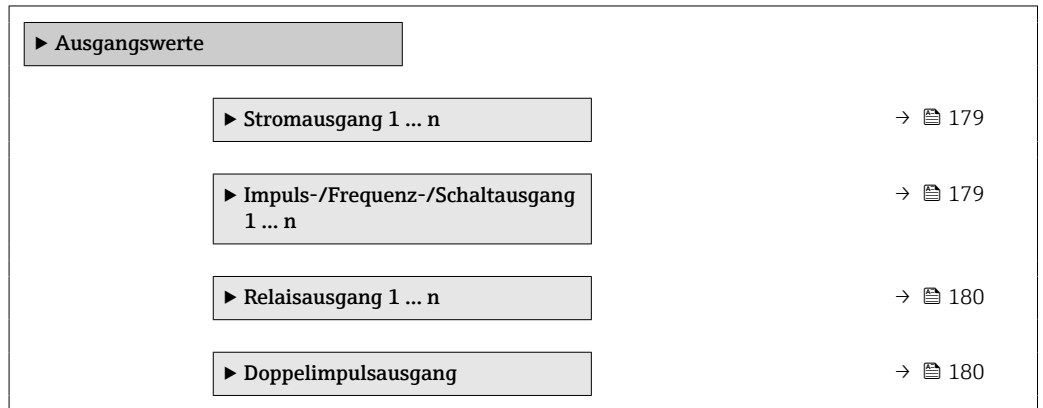 ▶ Ausgangswerte
▶ Stromausgang 1 ... n → 179
▶ Impuls-/Frequenz-/Schaltausgang → 179
1 ... n
▶ Relaisausgang 1 ... n → 180
▶ Doppelimpulsausgang → 180